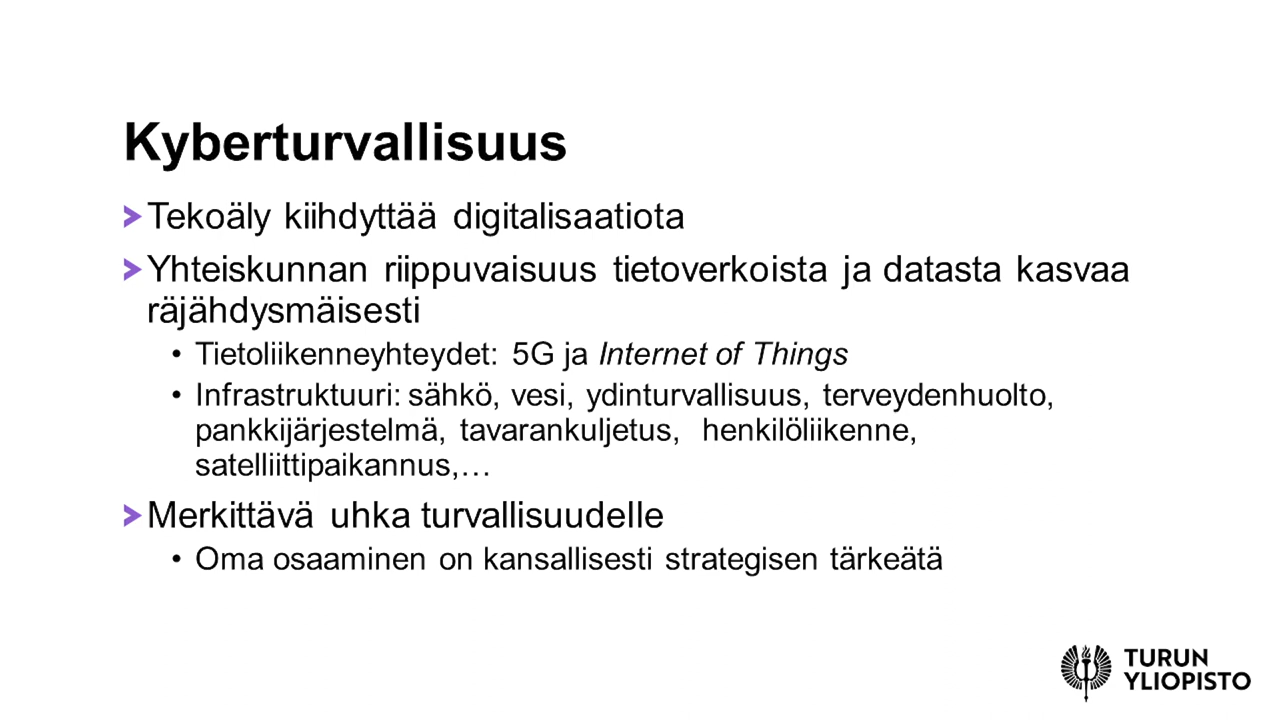 Kyberturvallisuus
> Tekoäly kiihdyttää digitalisaatiota
> Yhteiskunnan riippuvaisuus tietoverkoista ja datasta kasvaa
räjähdysmäisesti
• Tietoliikenneyhteydet: 5G ja Internet of Things
• Infrastruktuuri: sähkö, vesi, ydinturvallisuus, terveydenhuolto,
pankkijärjestelmä, tavarankuljetus, henkilöliikenne,
satelliittipaikannus,…
> Merkittävä uhka turvallisuudelle
• Oma osaaminen on kansallisesti strategisen tärkeätä
TURUN
YLIOPISTO